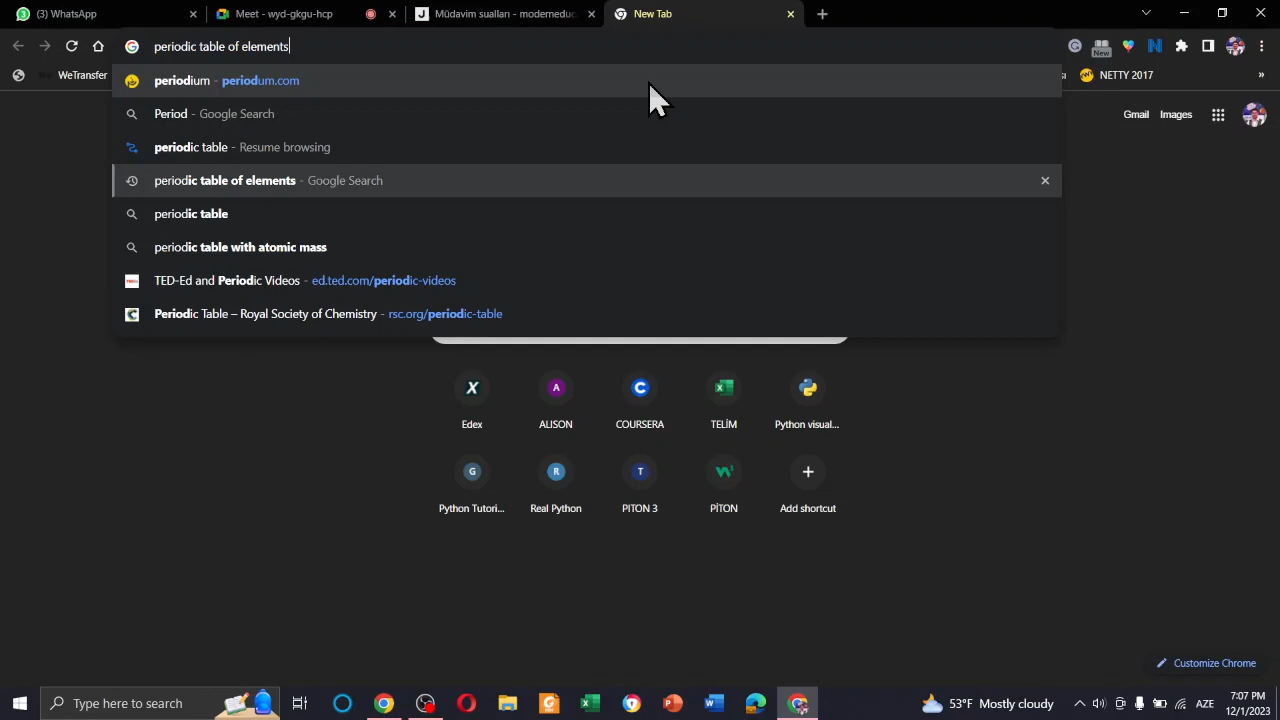 (3) WhatsApp
Meet - wyd-gkgu-hcp
Müdavim sualları - moderneduc
New Tab
periodic table of elements
New
WeTransfer
NETTY 2017
»
periodium - periodum.com
Period - Google Search
periodic table - Resume browsing
periodic table of elements - Google Search
periodic table
periodic table with atomic mass
TED-Ed and Periodic Videos - ed.ted.com/periodic-videos
Periodic Table – Royal Society of Chemistry - rsc.org/periodic-table
Gmail
Images
Edex
ALISON
COURSERA
TELİM
Python visual...
Python Tutori...
Real Python
PITON 3
PİTON
Add shortcut
Customize Chrome
Type here to search
53°F Mostly cloudy
AZE
7:07 PM
12/1/2023